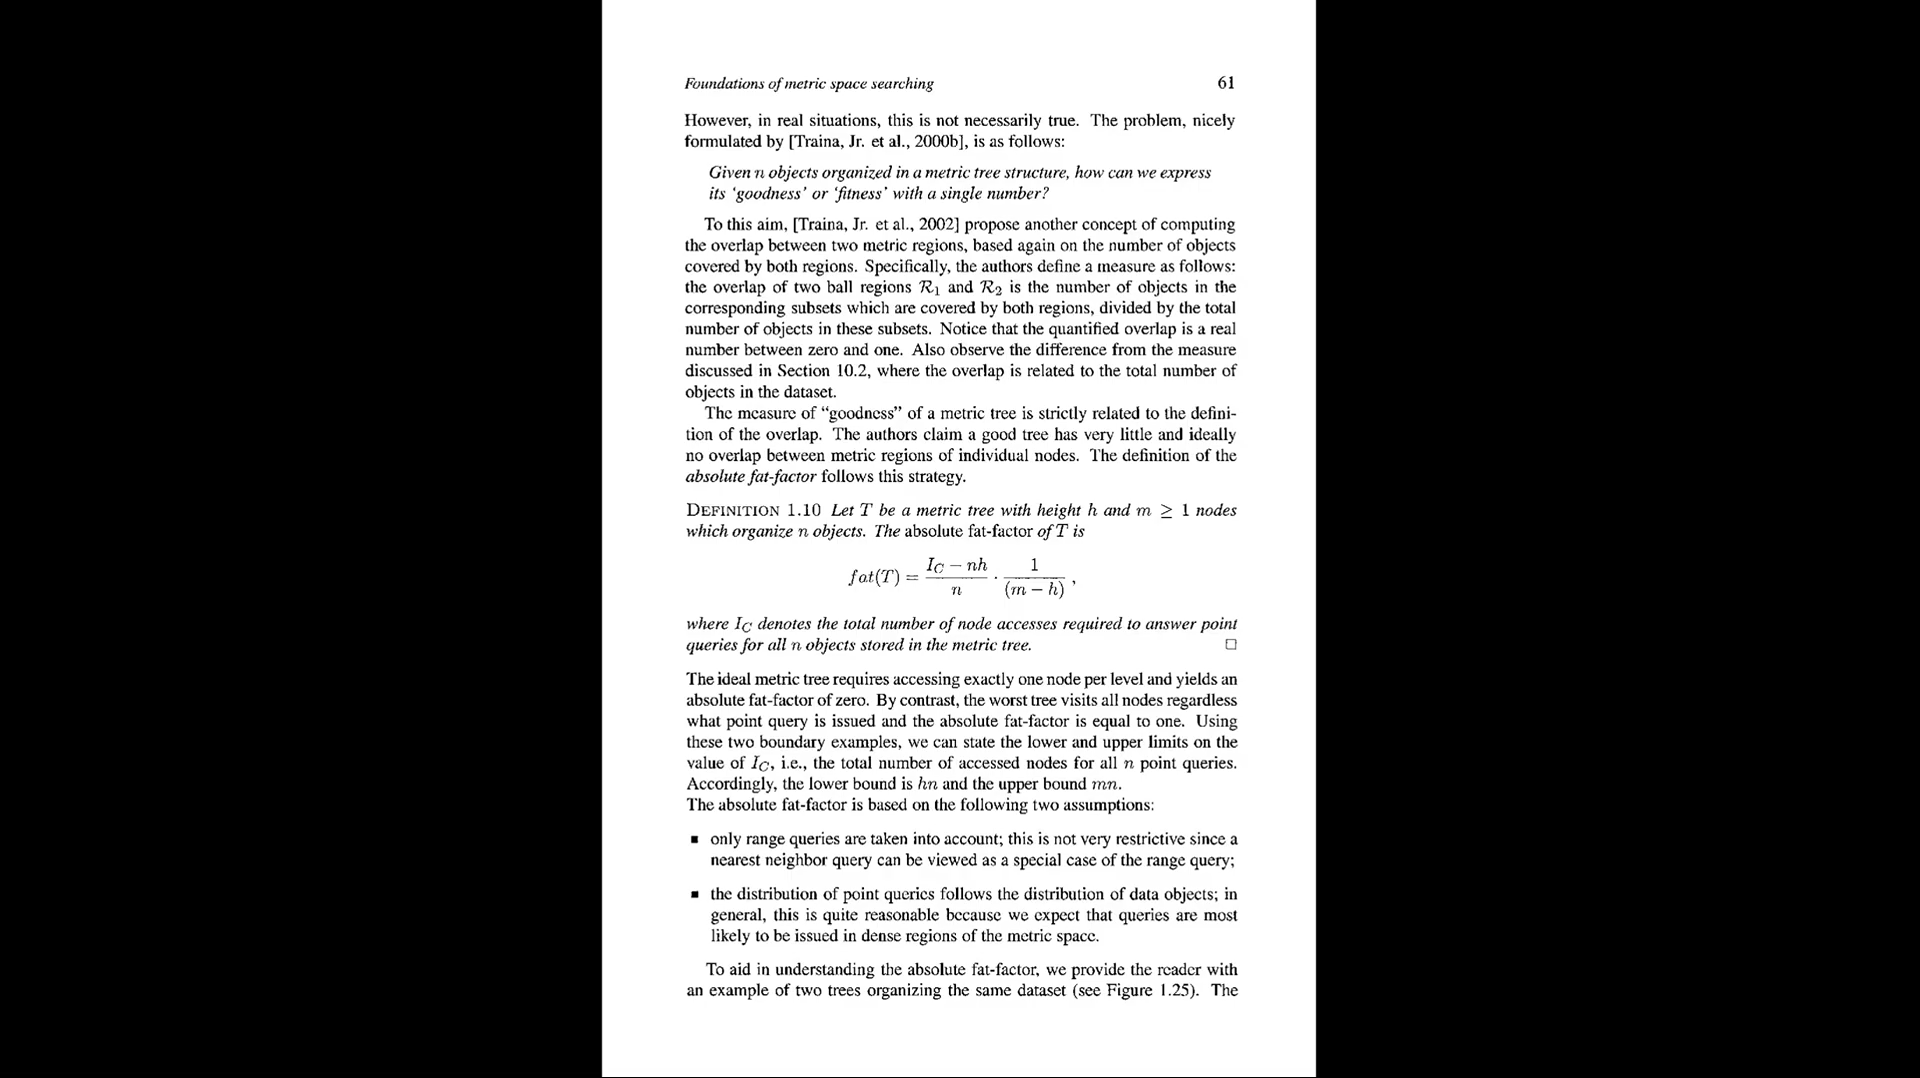 Foundations of metric space searching 61
However, in real situations, this is not necessarily true. The problem, nicely
formulated by [Traina, Jr. et al., 2000b], is as follows:
Given n objects organized in a metric tree structure, how can we express
its ‘goodness’ or ‘fitness’ with a single number?
To this aim, [Traina, Jr. et al., 2002] propose another concept of computing
the overlap between two metric regions, based again on the number of objects
covered by both regions. Specifically, the authors define a measure as follows:
the overlap of two ball regions R₁ and R₂ is the number of objects in the
corresponding subsets which are covered by both regions, divided by the total
number of objects in these subsets. Notice that the quantified overlap is a real
number between zero and one. Also observe the difference from the measure
discussed in Section 10.2, where the overlap is related to the total number of
objects in the dataset.
The measure of “goodness” of a metric tree is strictly related to the defini-
tion of the overlap. The authors claim a good tree has very little and ideally
no overlap between metric regions of individual nodes. The definition of the
absolute fat-factor follows this strategy.
DEFINITION 1.10 Let T be a metric tree with height h and m ≥ 1 nodes
which organize n objects. The absolute fat-factor of T is
fat(T) = (I_C − nh)/n · 1/(m − h) ,
where I_C denotes the total number of node accesses required to answer point
queries for all n objects stored in the metric tree. □
The ideal metric tree requires accessing exactly one node per level and yields an
absolute fat-factor of zero. By contrast, the worst tree visits all nodes regardless
what point query is issued and the absolute fat-factor is equal to one. Using
these two boundary examples, we can state the lower and upper limits on the
value of I_C, i.e., the total number of accessed nodes for all n point queries.
Accordingly, the lower bound is hn and the upper bound mn.
The absolute fat-factor is based on the following two assumptions:
▪ only range queries are taken into account; this is not very restrictive since a
nearest neighbor query can be viewed as a special case of the range query;
▪ the distribution of point queries follows the distribution of data objects; in
general, this is quite reasonable because we expect that queries are most
likely to be issued in dense regions of the metric space.
To aid in understanding the absolute fat-factor, we provide the reader with
an example of two trees organizing the same dataset (see Figure 1.25). The